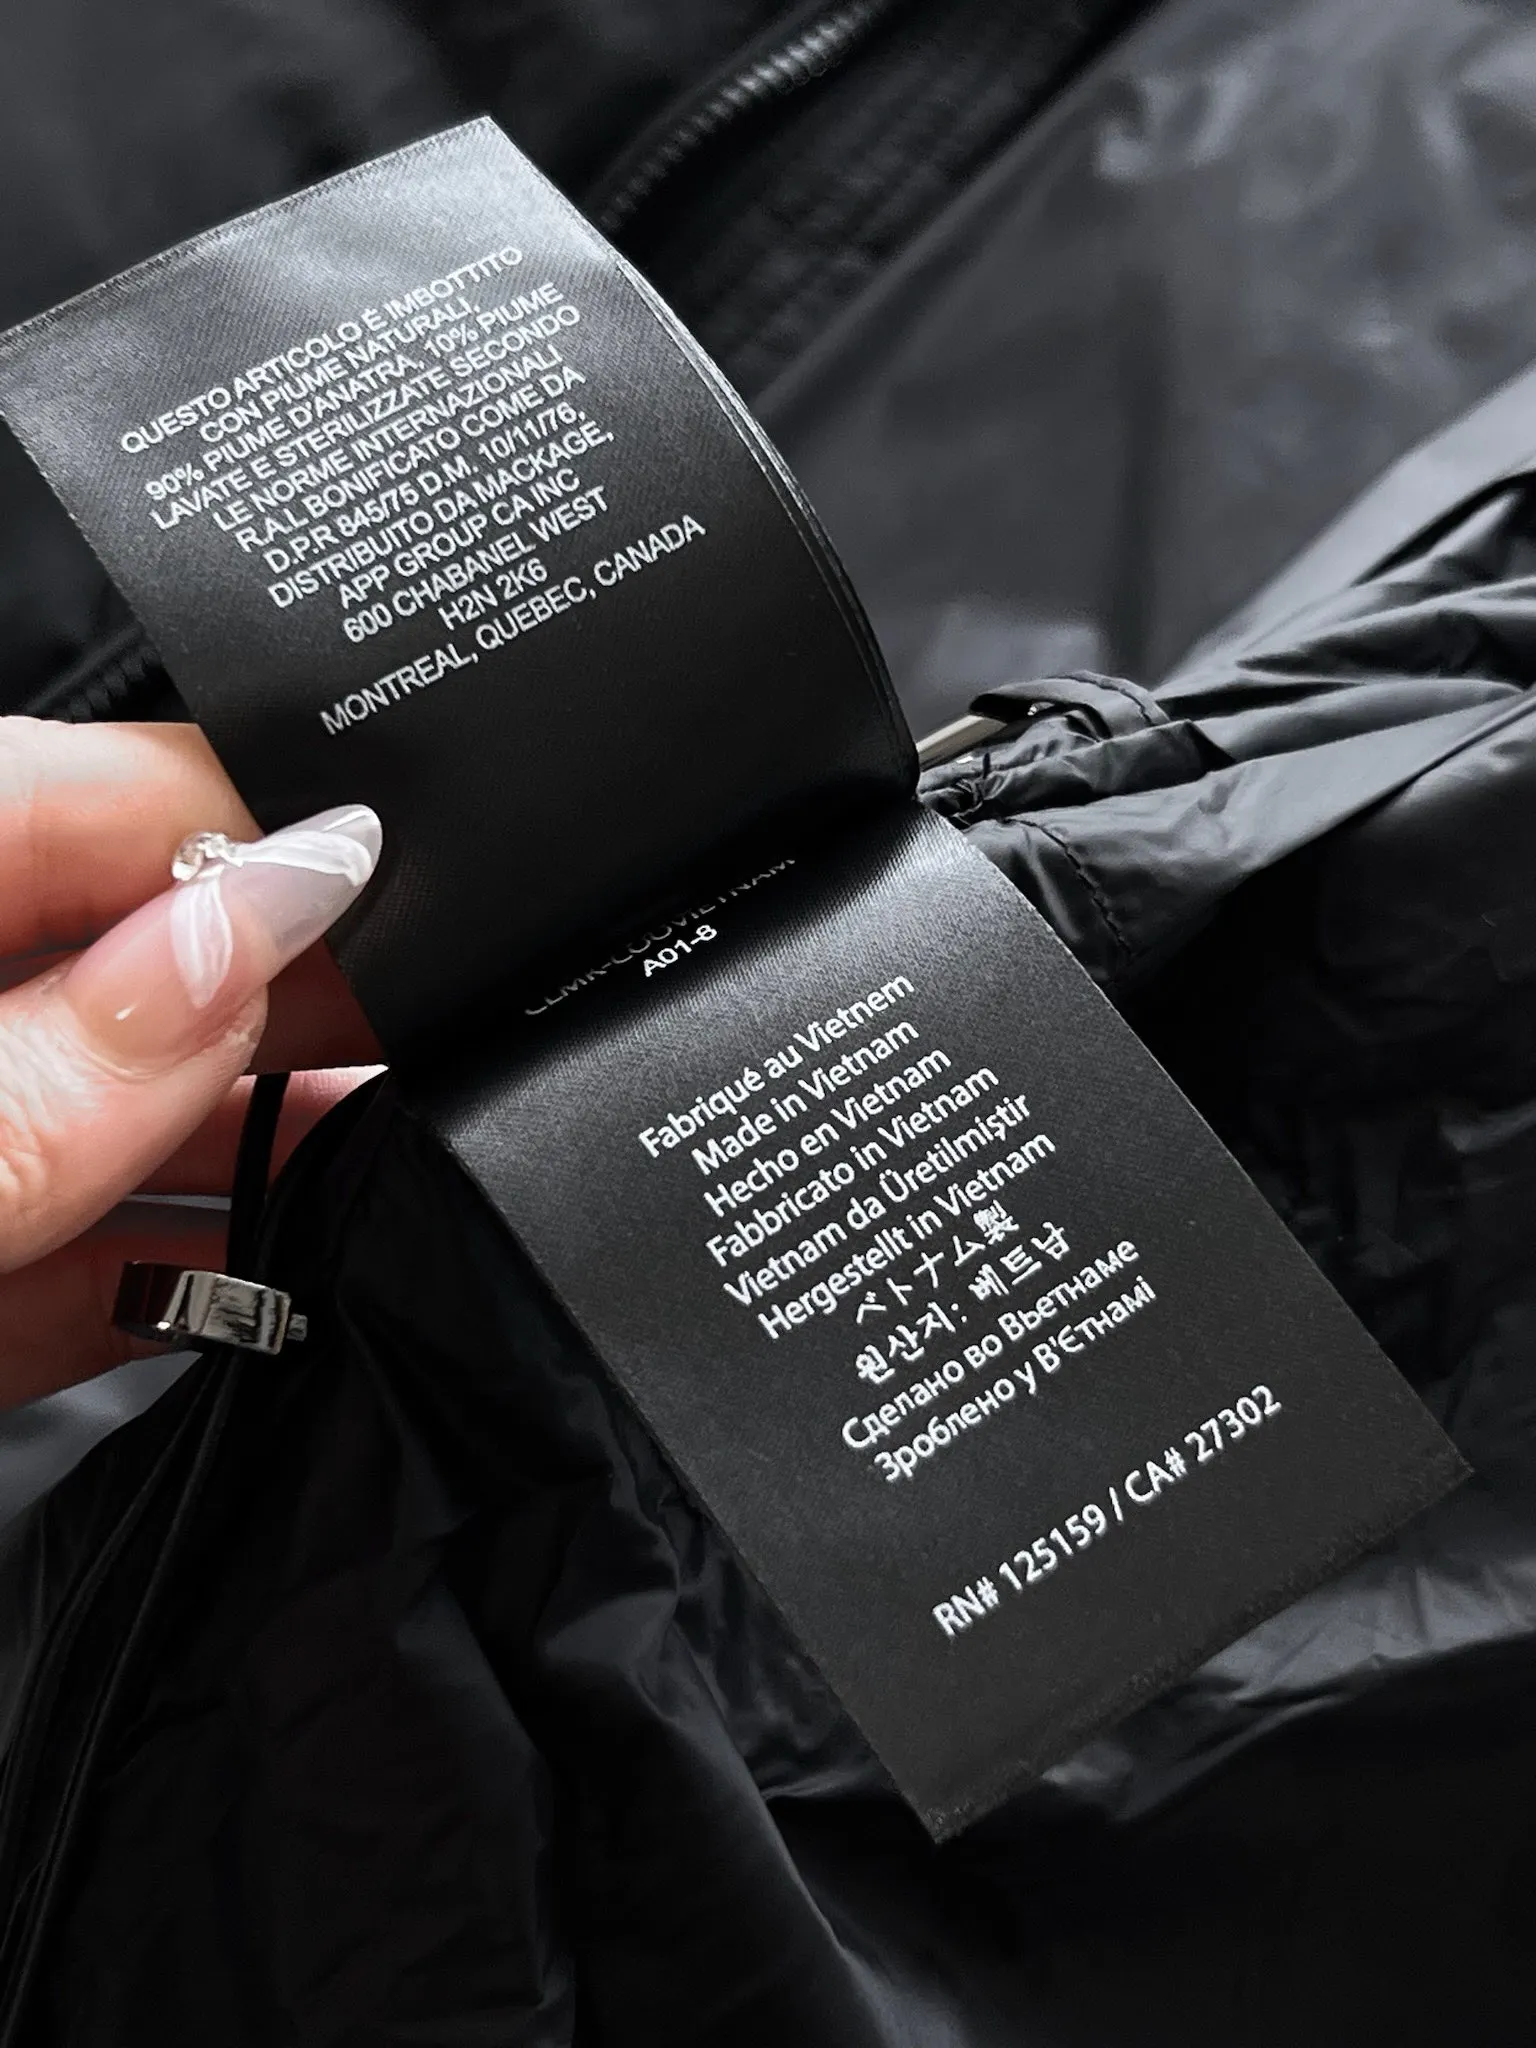 QUESTO ARTICOLO È IMBOTTITO
CON PIUME NATURALI,
90% PIUME D'ANATRA, 10% PIUME
LAVATE E STERILIZZATE SECONDO
LE NORME INTERNAZIONALI
R.A.L BONIFICATO COME DA
D.P.R 845/75 D.M. 10/11/76,
DISTRIBUITO DA MACKAGE,
APP GROUP CA INC
600 CHABANEL WEST
H2N 2K6
MONTREAL, QUEBEC, CANADA
A01-8
Fabriqué au Vietnem
Made in Vietnam
Hecho en Vietnam
Fabbricato in Vietnam
Vietnam da Üretilmiştir
Hergestellt in Vietnam
ベトナム製
원산지: 베트남
Сделано во Вьетнаме
Зроблено у В'Єтнамі
RN# 125159 / CA# 27302